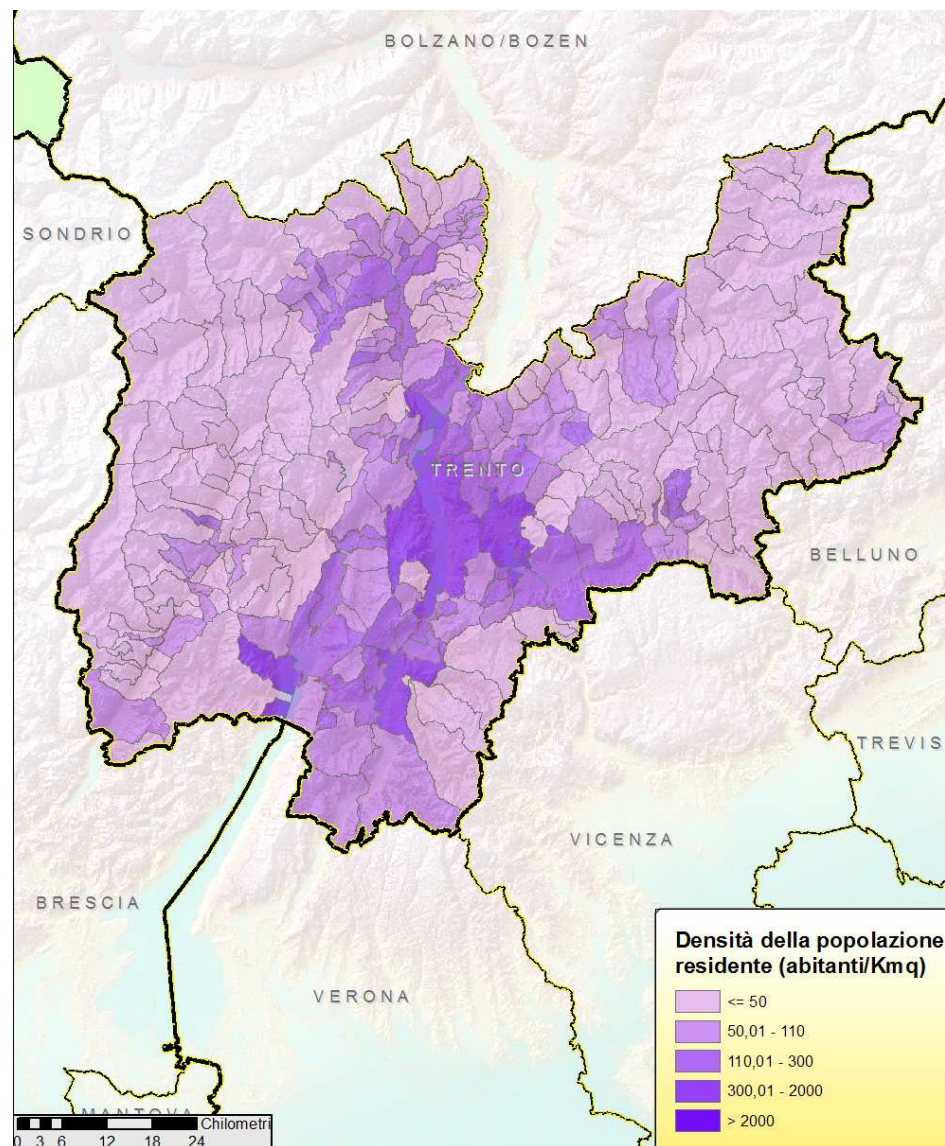 BOLZANO/BOZEN
SONDRIO
TRENTO
BELLUNO
TREVIS
VICENZA
BRESCIA
VERONA
MANTOVA
Densità della popolazione
residente (abitanti/Kmq)
<= 50
50,01 - 110
110,01 - 300
300,01 - 2000
> 2000
Chilometri
0 3 6 12 18 24